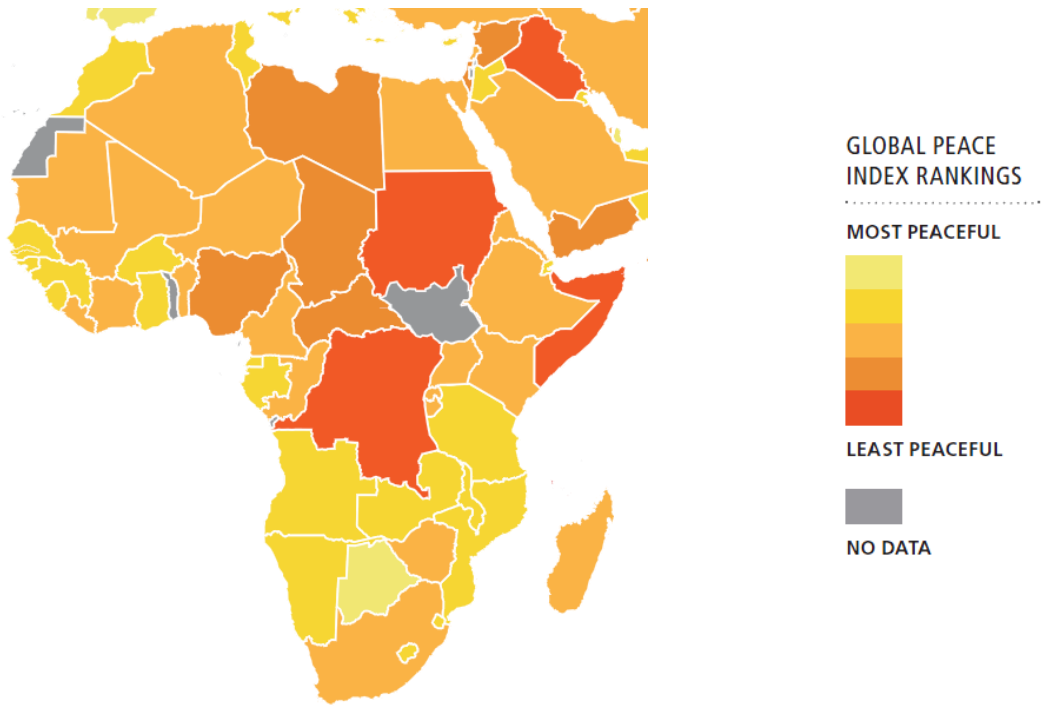 GLOBAL PEACE
INDEX RANKINGS
MOST PEACEFUL
LEAST PEACEFUL
NO DATA